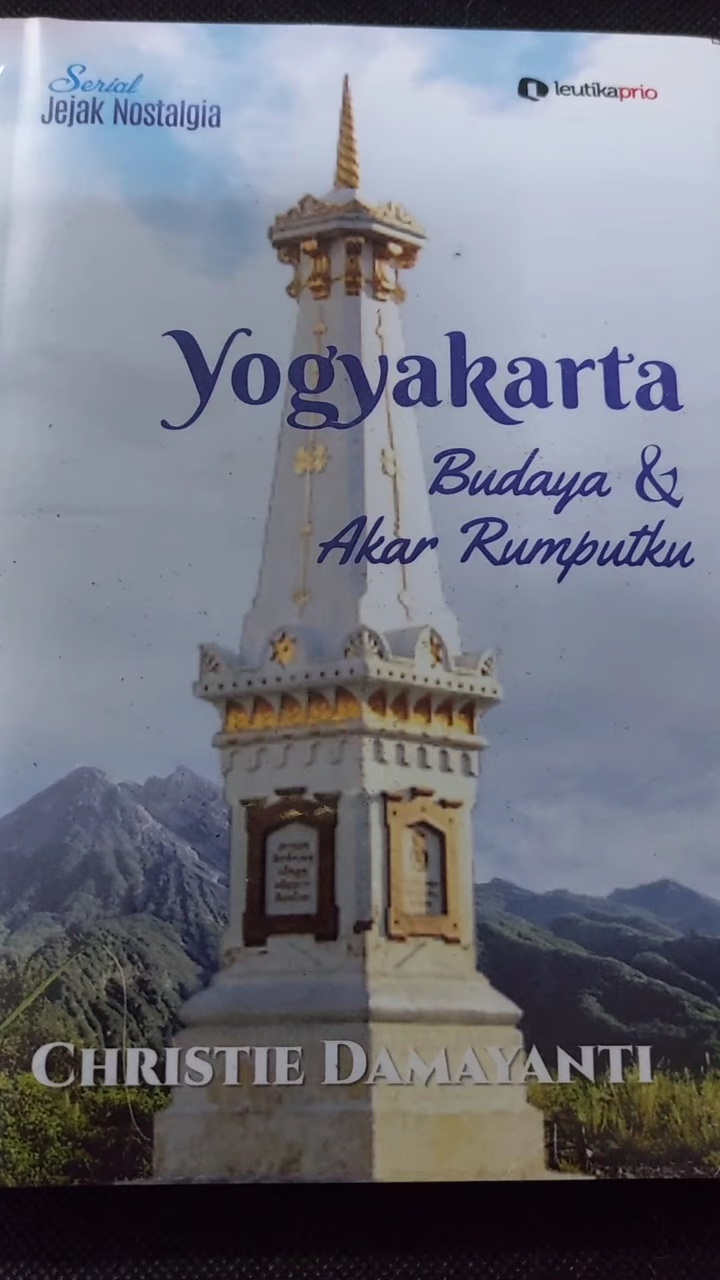 Serial
Jejak Nostalgia
leutikaprio
Yogyakarta
Budaya &
Akar Rumputku
CHRISTIE DAMAYANTI